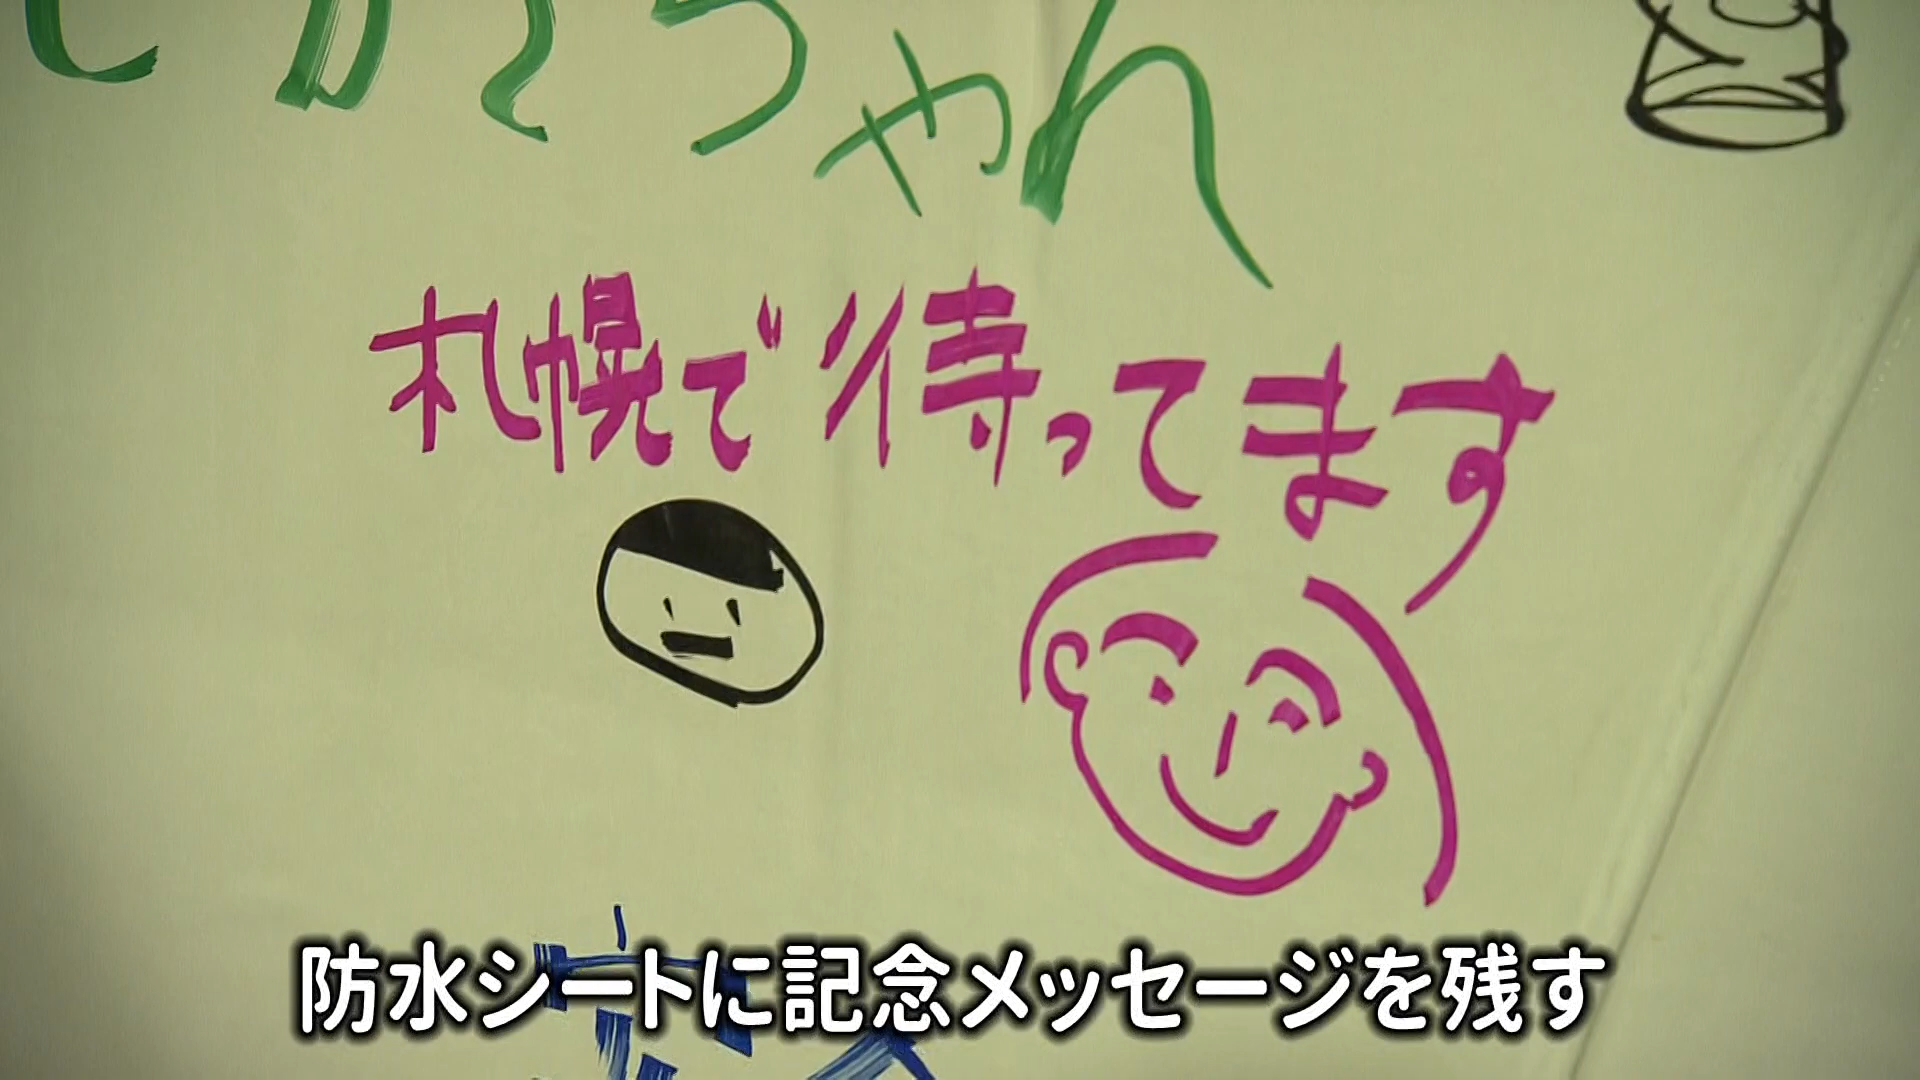 ちゃん
札幌で待ってます
防水シートに記念メッセージを残す